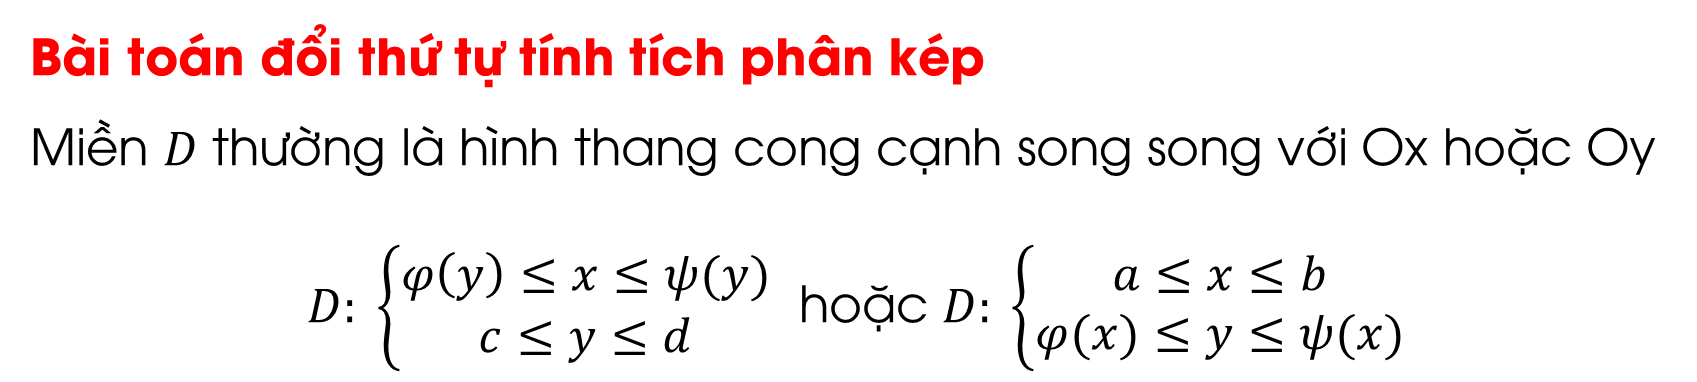 Bài toán đổi thứ tự tính tích phân kép
Miền D thường là hình thang cong cạnh song song với Ox hoặc Oy
D: {φ(y) ≤ x ≤ ψ(y) hoặc D: { a ≤ x ≤ b
c ≤ y ≤ d φ(x) ≤ y ≤ ψ(x)